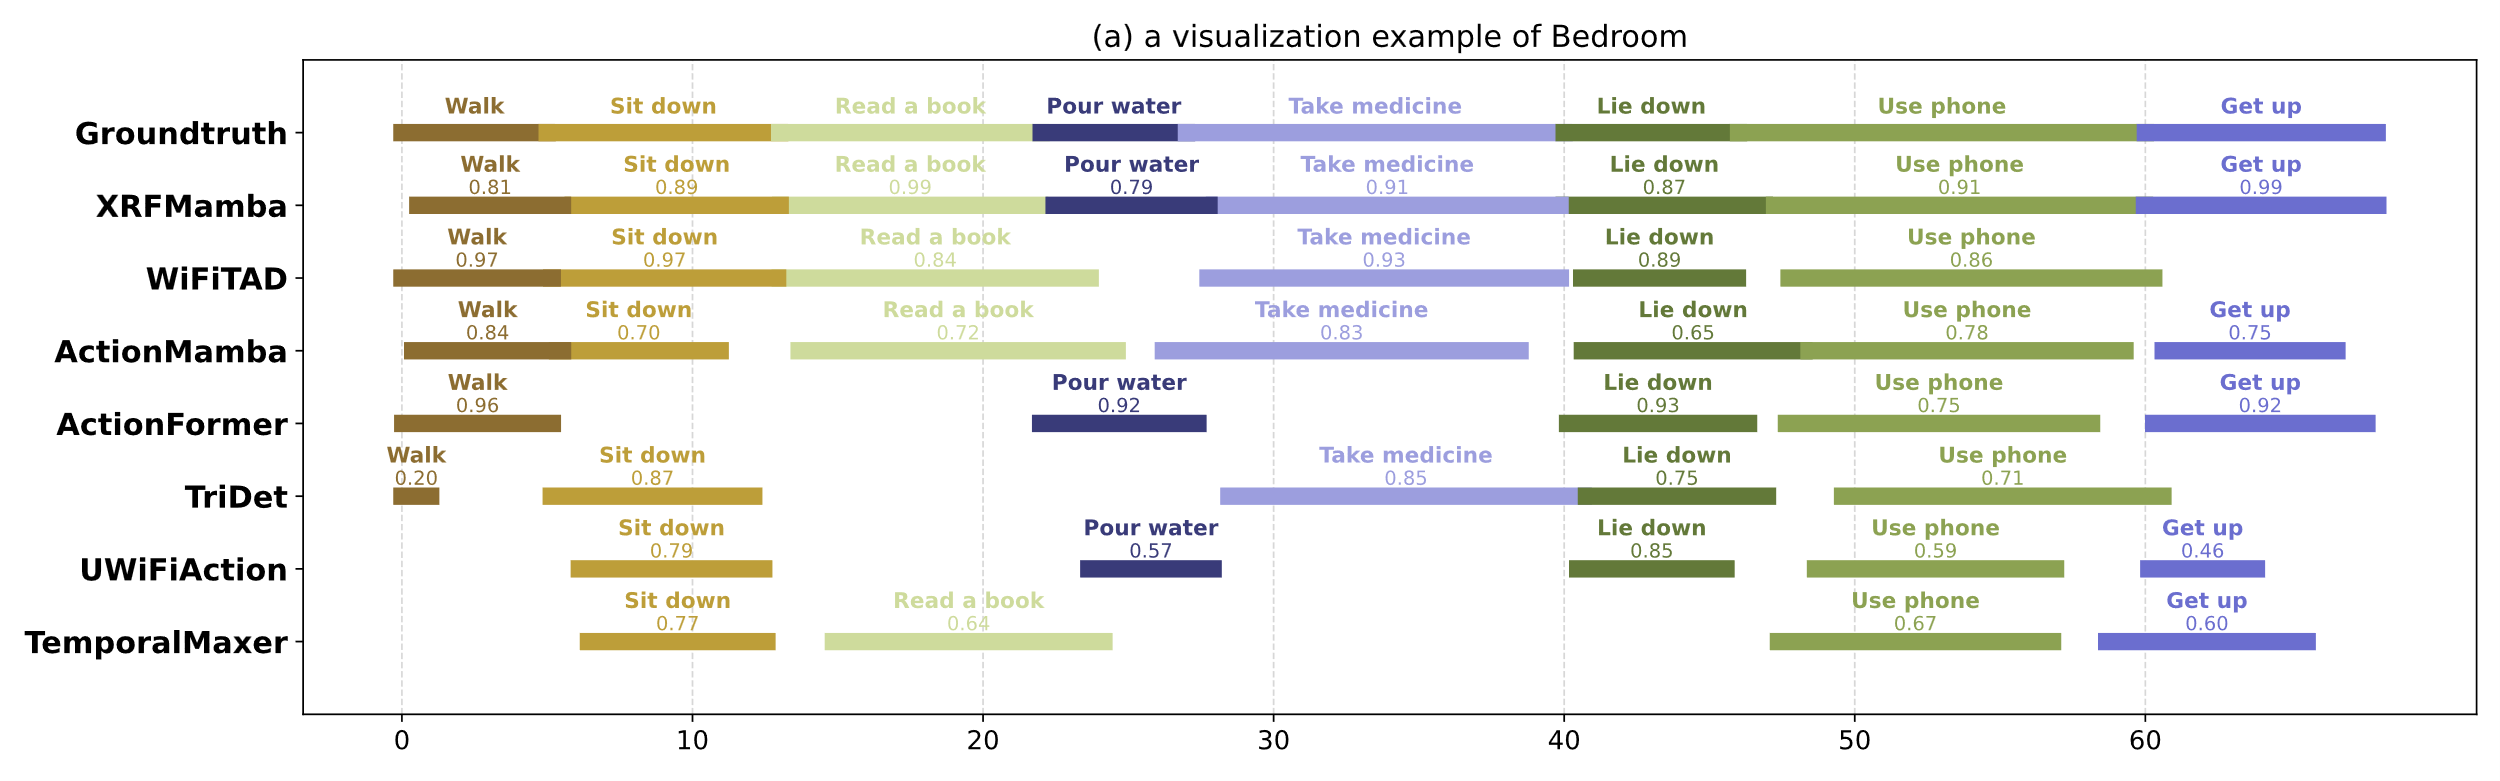 (a) a visualization example of Bedroom
Walk Sit down Read a book Pour water Take medicine Lie down Use phone Get up
Groundtruth
Walk Sit down Read a book Pour water Take medicine Lie down Use phone Get up
0.81 0.89 0.99 0.79 0.91 0.87 0.91 0.99
XRFMamba
Walk Sit down Read a book Take medicine Lie down Use phone
0.97 0.97 0.84 0.93 0.89 0.86
WiFiTAD
Walk Sit down Read a book Take medicine Lie down Use phone Get up
0.84 0.70 0.72 0.83 0.65 0.78 0.75
ActionMamba
Walk Pour water Lie down Use phone Get up
0.96 0.92 0.93 0.75 0.92
ActionFormer
Walk Sit down Take medicine Lie down Use phone
0.20 0.87 0.85 0.75 0.71
TriDet
Sit down Pour water Lie down Use phone Get up
0.79 0.57 0.85 0.59 0.46
UWiFiAction
Sit down Read a book Use phone Get up
0.77 0.64 0.67 0.60
TemporalMaxer
0 10 20 30 40 50 60